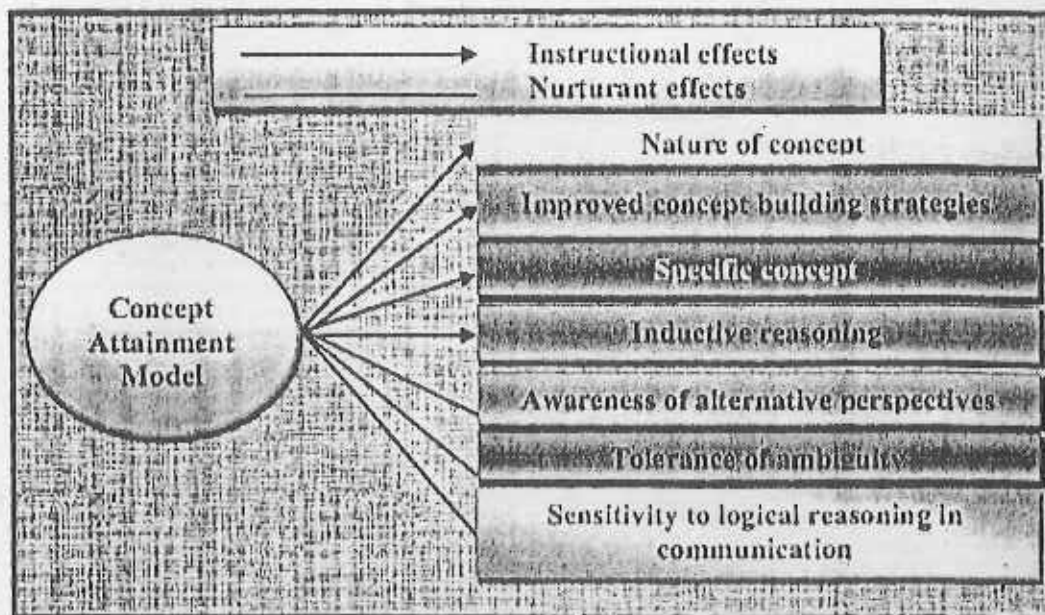 Instructional effects
Nurturant effects
Nature of concept
Improved concept building strategies
Specific concept
Concept
Attainment
Model
Inductive reasoning
Awareness of alternative perspectives
Tolerance of ambiguity
Sensitivity to logical reasoning in
communication